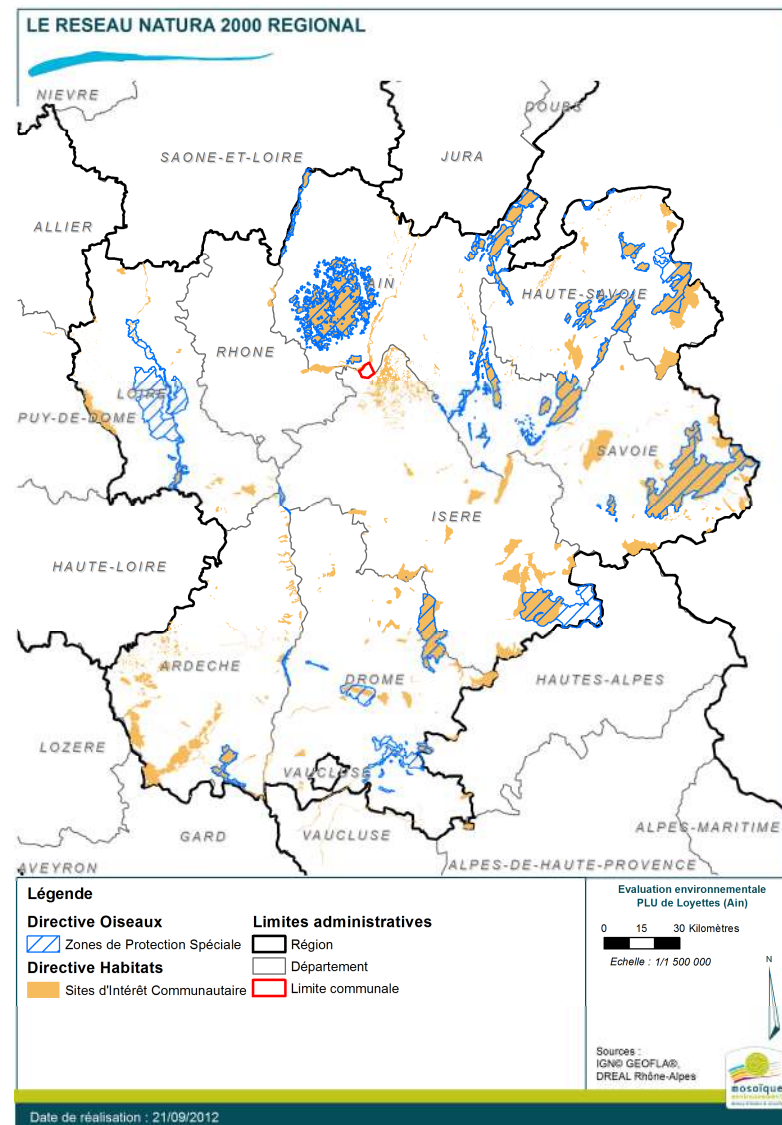 LE RESEAU NATURA 2000 REGIONAL
NIEVRE
DOUBS
SAONE-ET-LOIRE
JURA
ALLIER
AIN
HAUTE-SAVOIE
RHONE
LOIRE
PUY-DE-DOME
SAVOIE
ISERE
HAUTE-LOIRE
ARDECHE
DROME
HAUTES-ALPES
LOZERE
VAUCLUSE
GARD
VAUCLUSE
ALPES-MARITIME
AVEYRON
ALPES-DE-HAUTE-PROVENCE
Légende
Directive Oiseaux
Zones de Protection Spéciale
Directive Habitats
Sites d'Intérêt Communautaire
Limites administratives
Région
Département
Limite communale
Evaluation environnementale
PLU de Loyettes (Ain)
0 15 30 Kilomètres
Echelle : 1/1 500 000
N
Sources :
IGN© GEOFLA®,
DREAL Rhône-Alpes
mosaïque
environnement
Date de réalisation : 21/09/2012